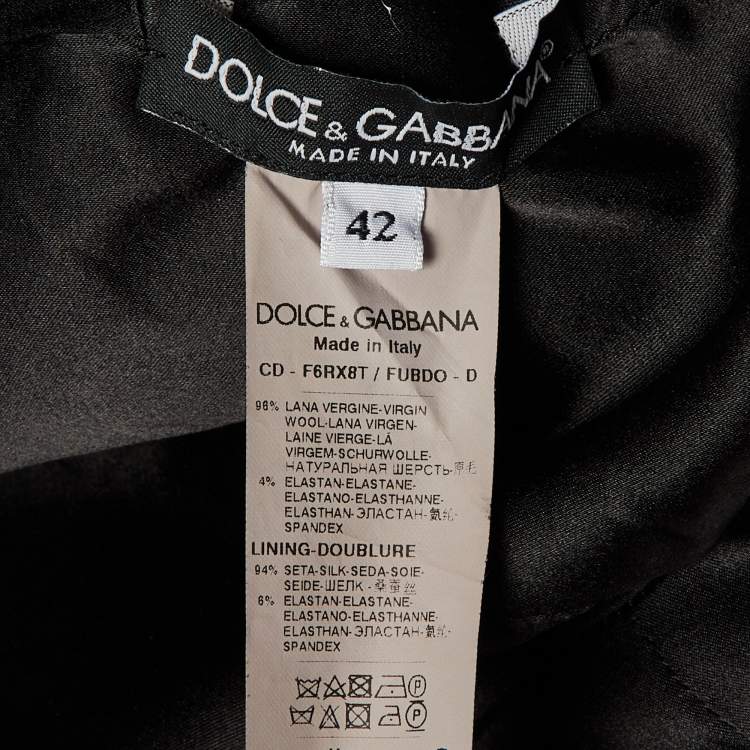 DOLCE & GABBANA®
MADE IN ITALY
42
DOLCE & GABBANA
Made in Italy
CD - F6RX8T / FUBDO - D
96% LANA VERGINE-VIRGIN
WOOL-LANA VIRGEN-
LAINE VIERGE-LÃ
VIRGEM-SCHURWOLLE-
НАТУРАЛЬНАЯ ШЕРСТЬ-原毛
4% ELASTAN-ELASTANE-
ELASTANO-ELASTHANNE-
ELASTHAN-ЭЛАСТАН-氨纶-
SPANDEX
LINING-DOUBLURE
94% SETA-SILK-SEDA-SOIE-
SEIDE-ШЕЛК-桑蚕丝
6% ELASTAN-ELASTANE-
ELASTANO-ELASTHANNE-
ELASTHAN-ЭЛАСТАН-氨纶-
SPANDEX
P
P